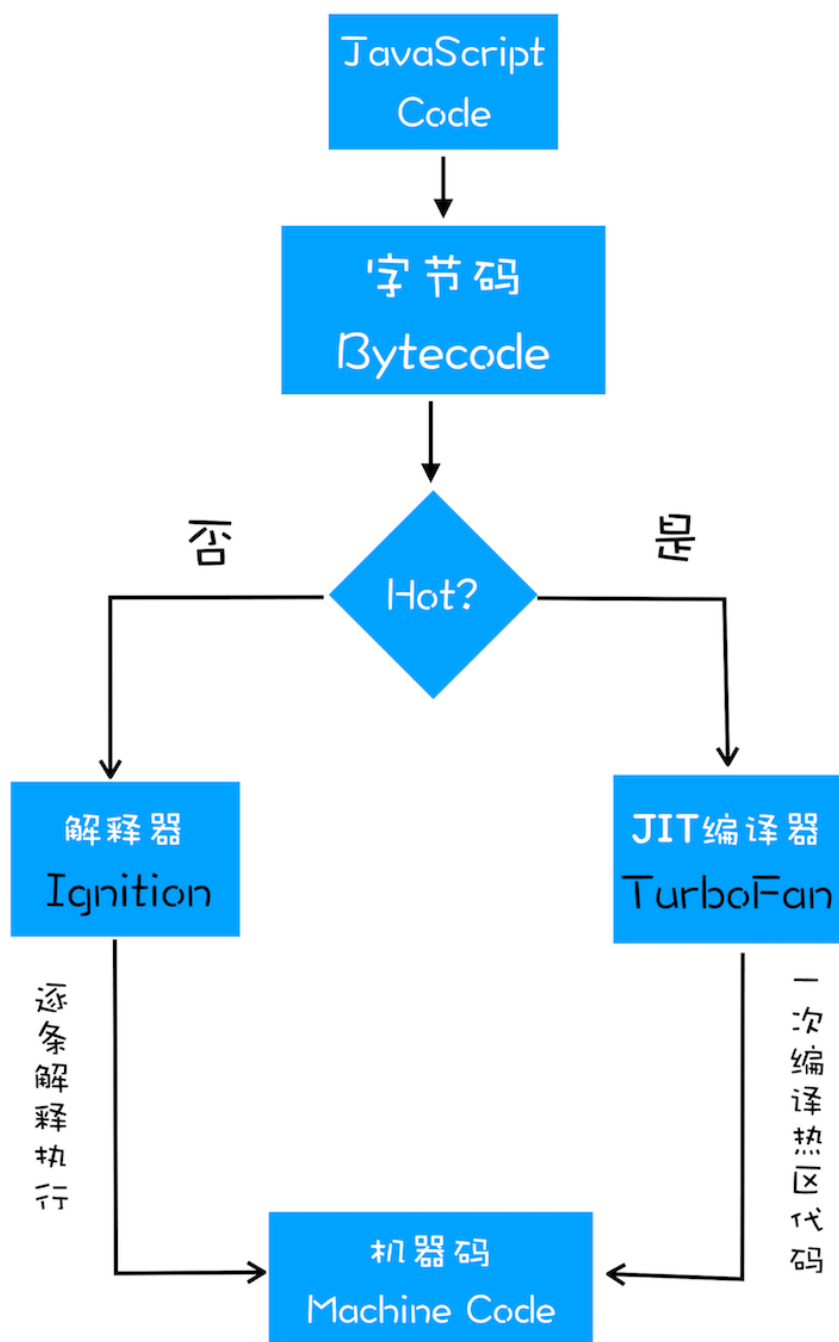 JavaScript
Code
字节码
Bytecode
否
是
Hot?
解释器
Ignition
JIT编译器
TurboFan
逐条解释执行
一次编译热区代码
机器码
Machine Code